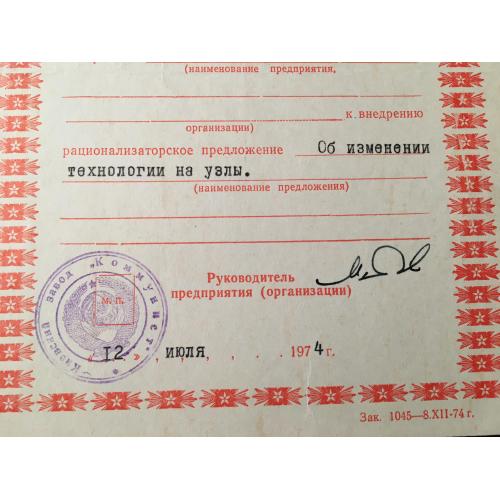 (наименование предприятия,
к внедрению
организации)
рационализаторское предложение Об изменении
технологии на узлы.
(наименование предложения)
Руководитель
предприятия (организации)
Киевский завод „Коммунист"
М. П.
„12" июля 1974 г.
Зак. 1045—8.XII-74 г.